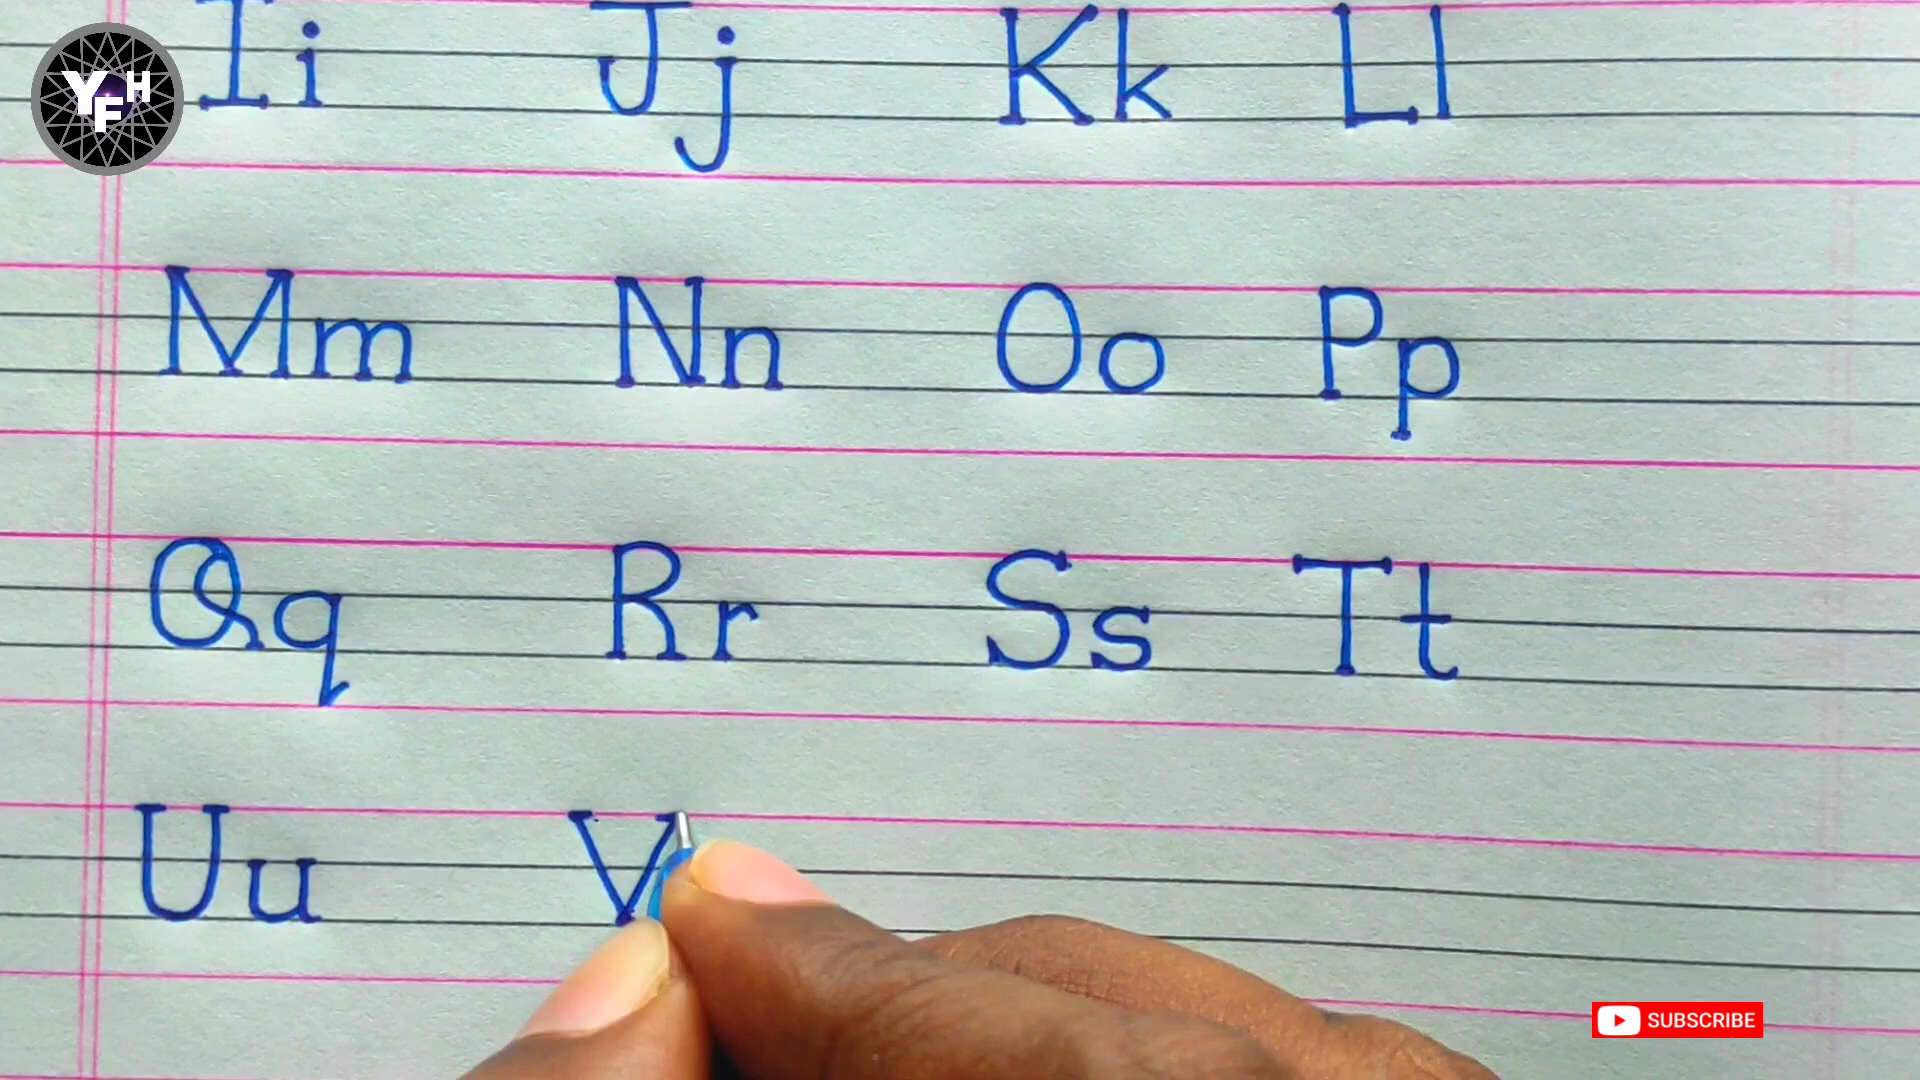 YFH
Ii Jj Kk Ll
Mm Nn Oo Pp
Qq Rr Ss Tt
Uu V
SUBSCRIBE